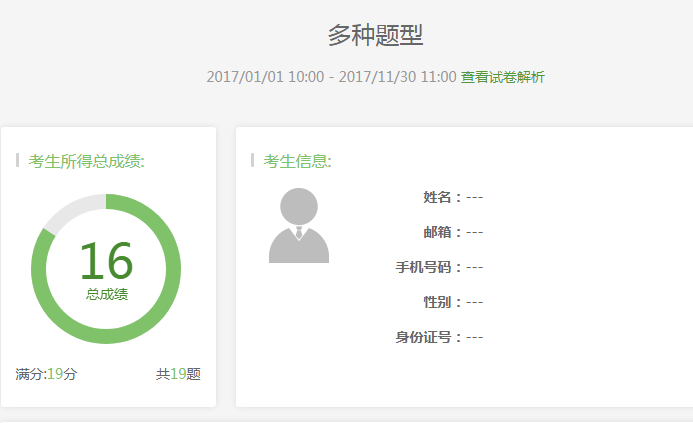 多种题型
2017/01/01 10:00 - 2017/11/30 11:00 查看试卷解析
考生所得总成绩:
16
总成绩
满分:19分
共19题
考生信息:
姓名：---
邮箱：---
手机号码：---
性别：---
身份证号：---